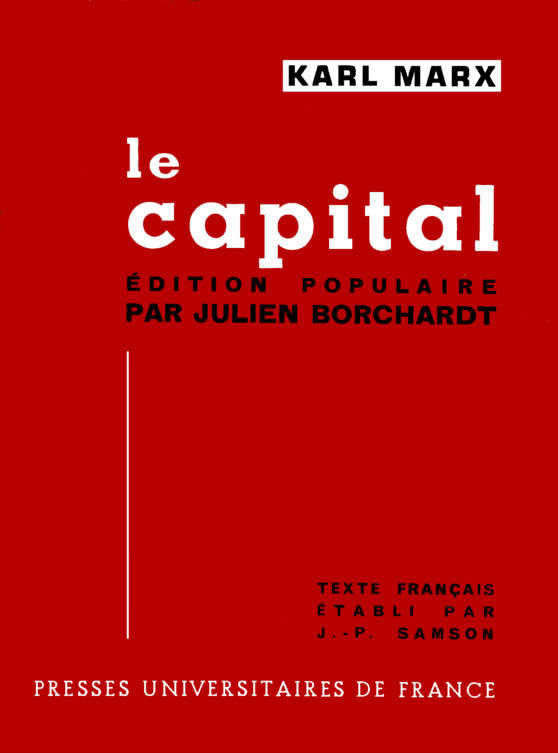 KARL MARX
le
capital
ÉDITION POPULAIRE
PAR JULIEN BORCHARDT
TEXTE FRANÇAIS
ÉTABLI PAR
J.-P. SAMSON
PRESSES UNIVERSITAIRES DE FRANCE